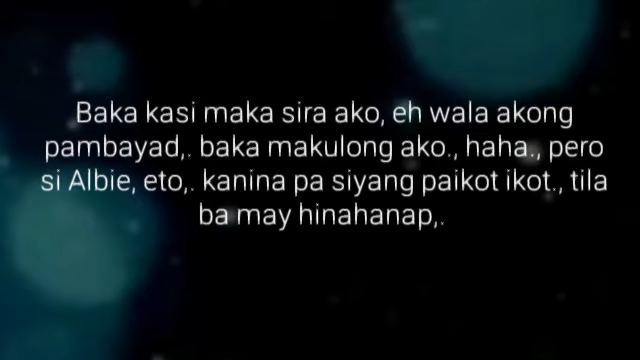 Baka kasi maka sira ako, eh wala akong
pambayad,. baka makulong ako., haha., pero
si Albie, eto,. kanina pa siyang paikot ikot., tila
ba may hinahanap,.